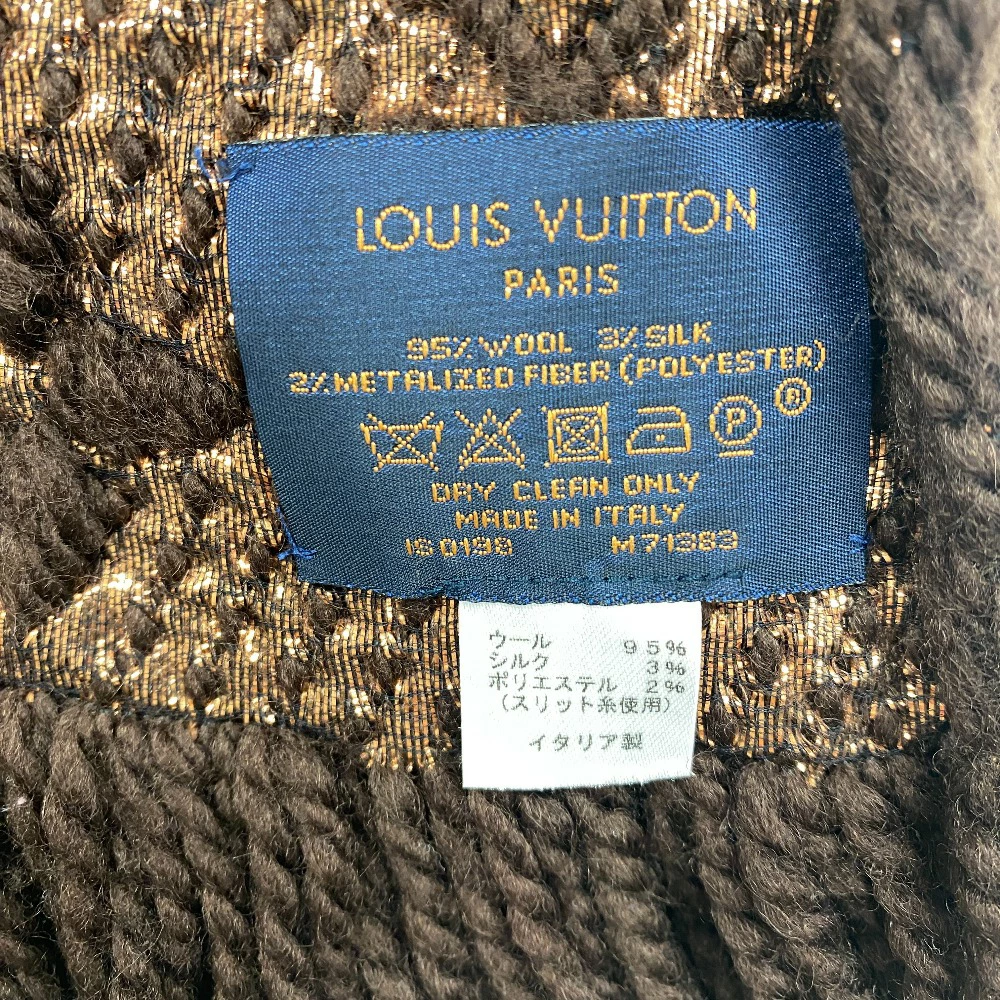 LOUIS VUITTON
PARIS
95% WOOL 3% SILK
2% METALIZED FIBER (POLYESTER)
P ®
DRY CLEAN ONLY
MADE IN ITALY
IS0198 M71383
ウール 95%
シルク 3%
ポリエステル 2%
(スリット糸使用)
イタリア製